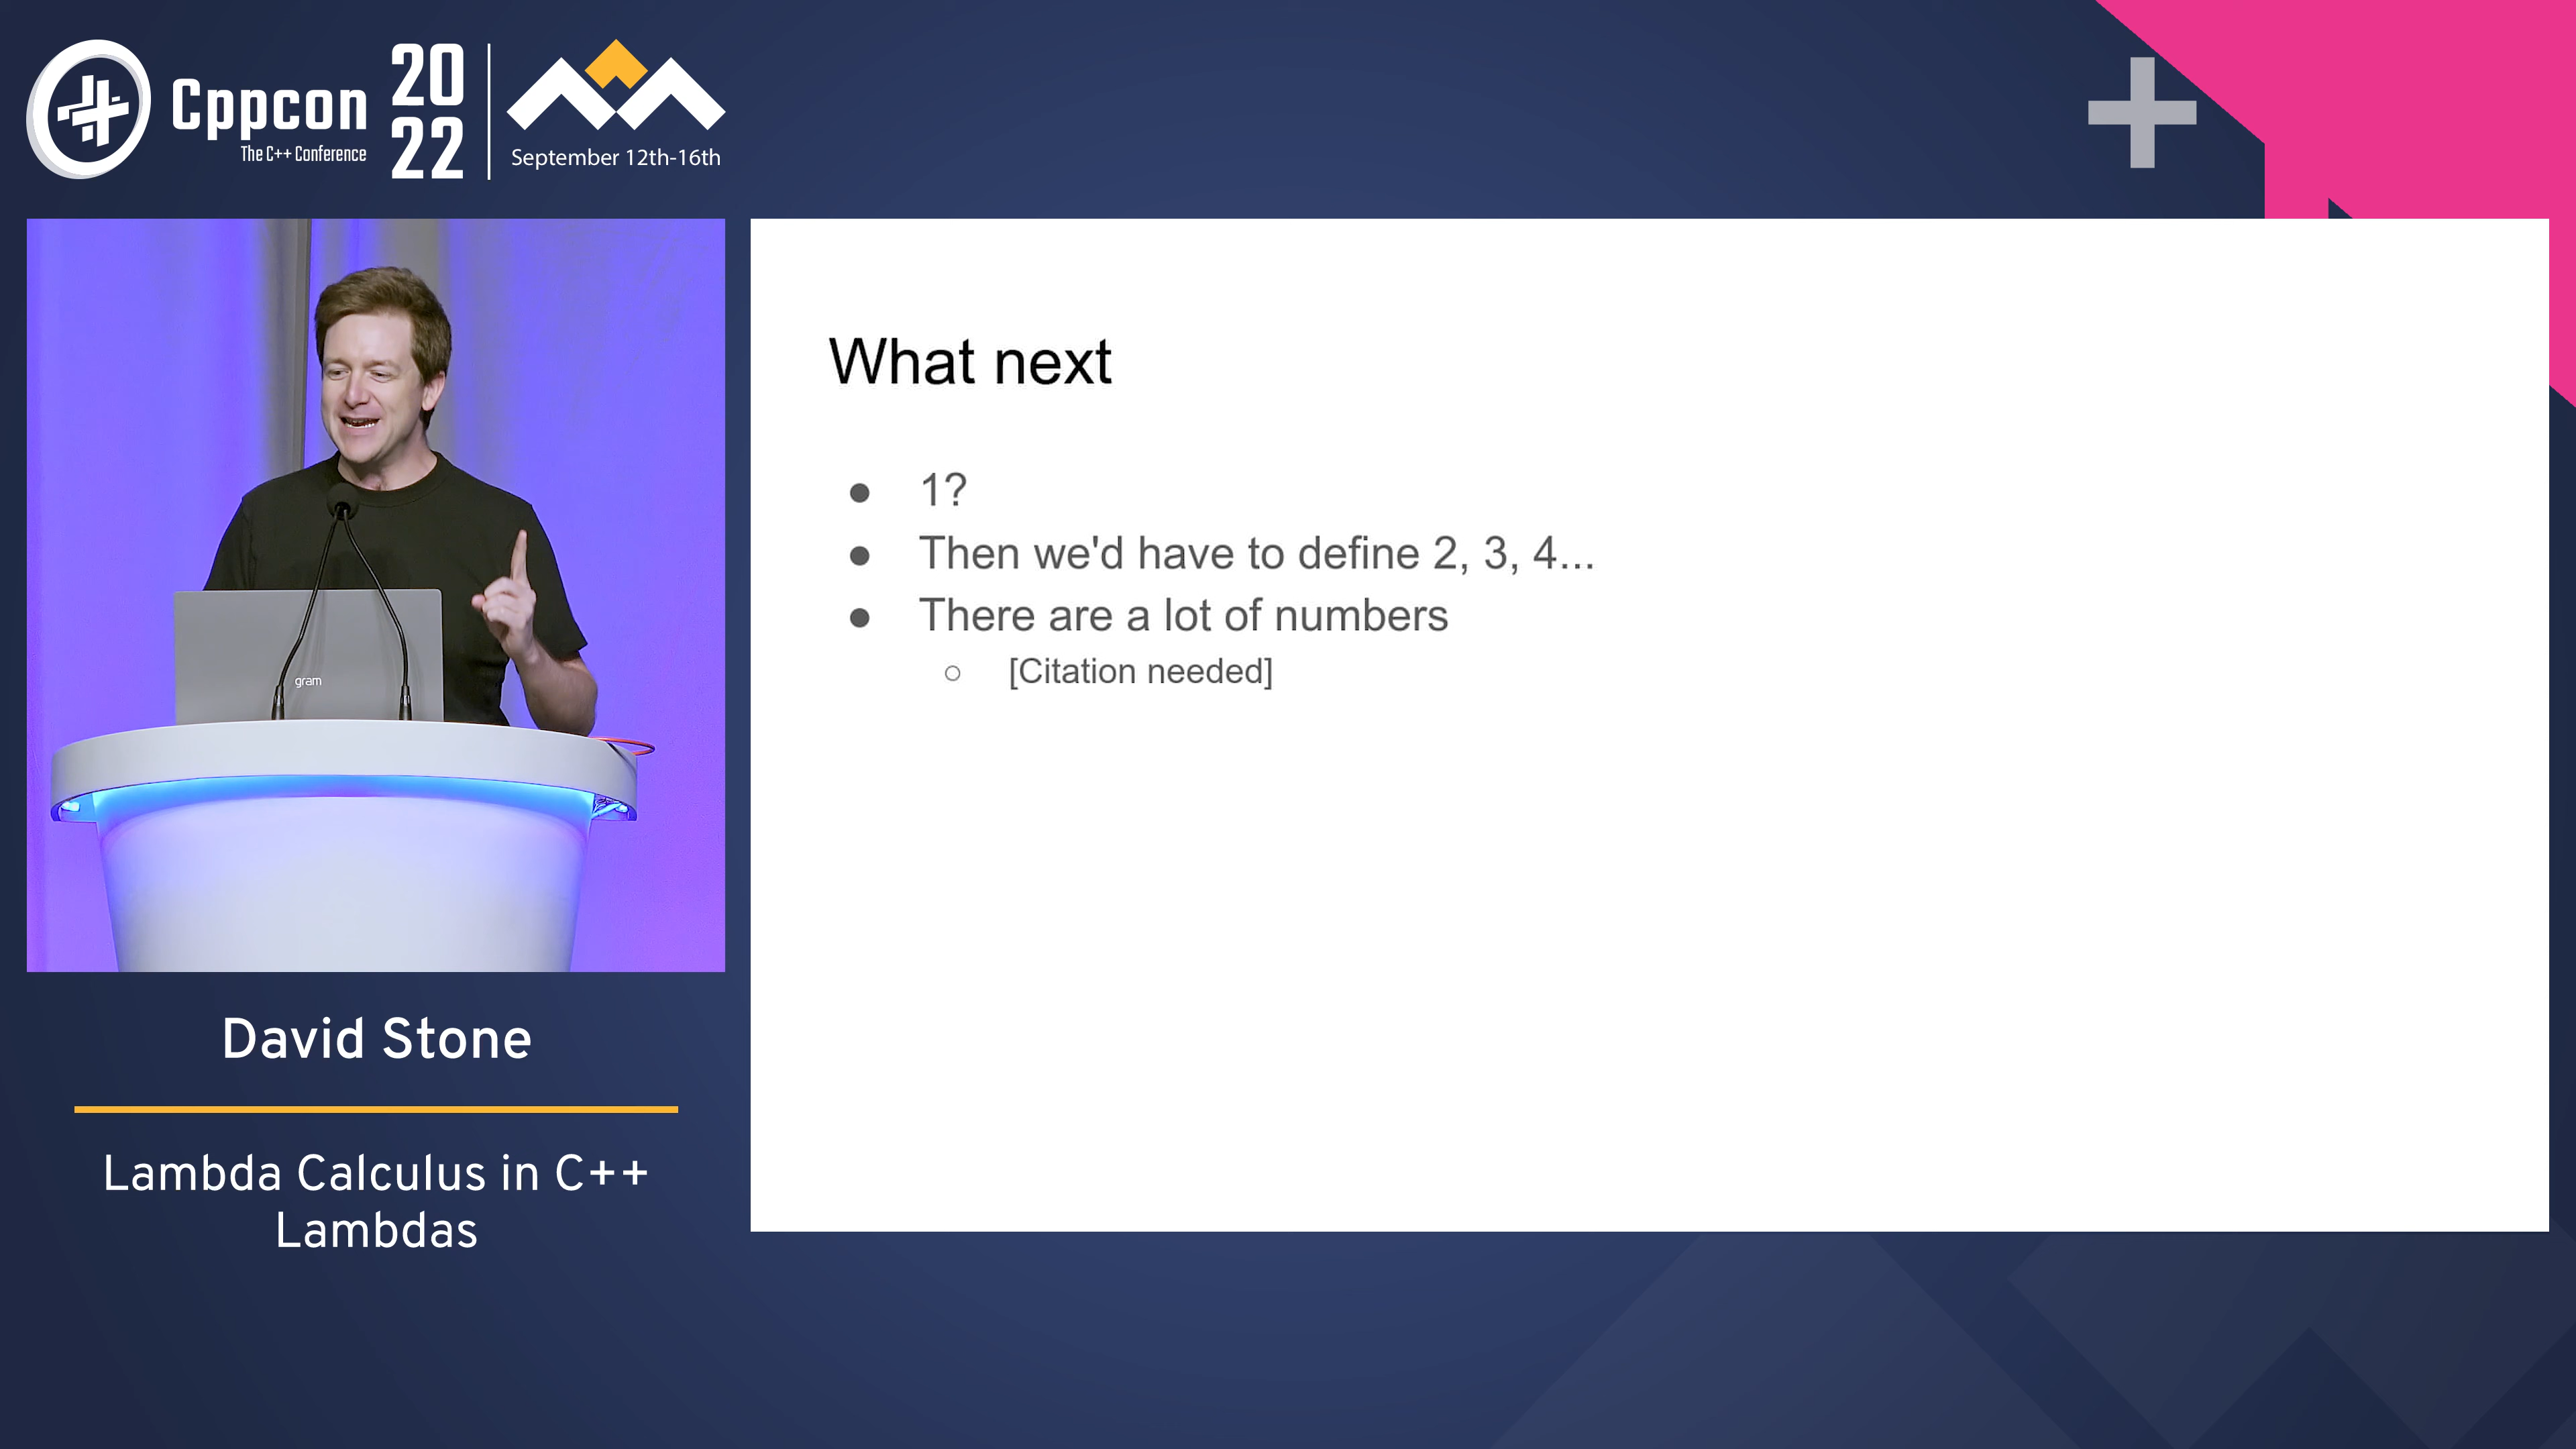 Cppcon
The C++ Conference
20
22
September 12th-16th
gram
David Stone
Lambda Calculus in C++
Lambdas
What next
1?
Then we'd have to define 2, 3, 4...
There are a lot of numbers
[Citation needed]